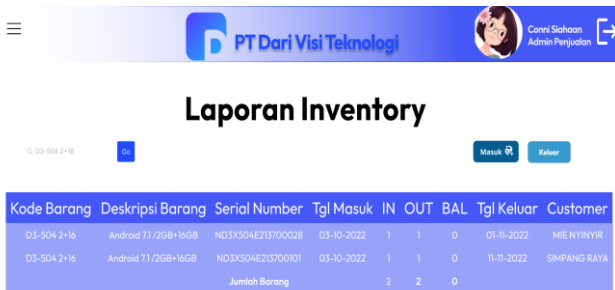 PT Dari Visi Teknologi
Conni Siahaan
Admin Penjualan
Laporan Inventory
D3-504 2+16
Go
Masuk
Keluar
Kode Barang Deskripsi Barang Serial Number Tgl Masuk IN OUT BAL Tgl Keluar Customer
D3-504 2+16 Android 7.1 /2GB+16GB ND3X504E213700028 03-10-2022 1 1 0 01-11-2022 MIE NYINYIR
D3-504 2+16 Android 7.1 /2GB+16GB ND3X504E213700101 03-10-2022 1 1 0 11-11-2022 SIMPANG RAYA
Jumlah Barang 2 2 0